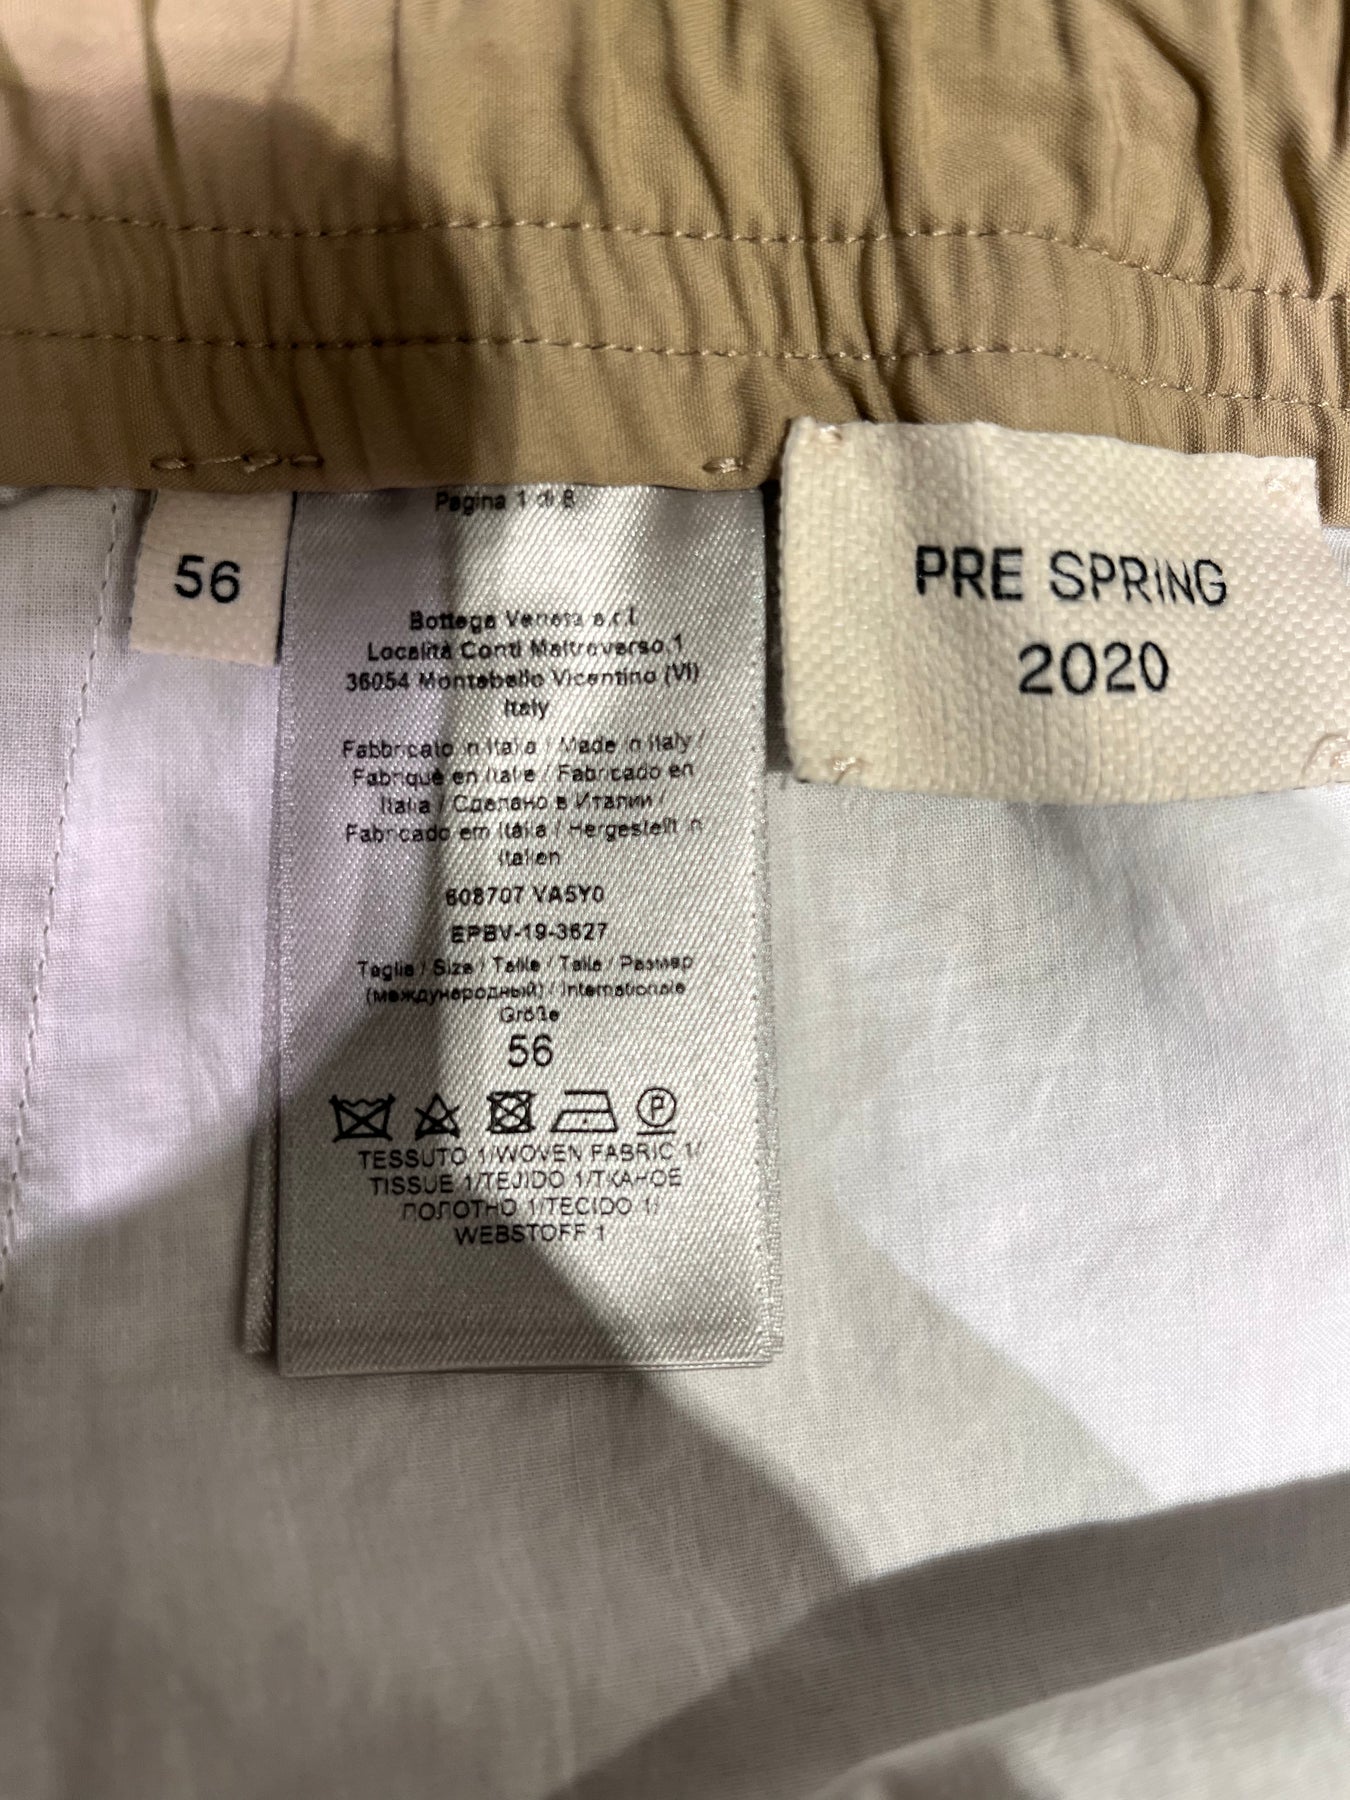 56
Pagina 1 di 8
Bottega Veneta s.r.l.
Località Conti Maltraverso,1
36054 Montebello Vicentino (VI)
Italy
Fabbricato in Italia / Made in Italy /
Fabriqué en Italie / Fabricado en
Italia / Сделано в Италии /
Fabricado em Itália / Hergestellt in
Italien
608707 VA5Y0
EPBV-19-3627
Taglia / Size / Taille / Talla / Размер
(международный) / Internationale
Größe
56
P
TESSUTO 1/WOVEN FABRIC 1/
TISSUE 1/TEJIDO 1/ТКАНОЕ
ПОЛОТНО 1/TECIDO 1/
WEBSTOFF 1
PRE SPRING
2020